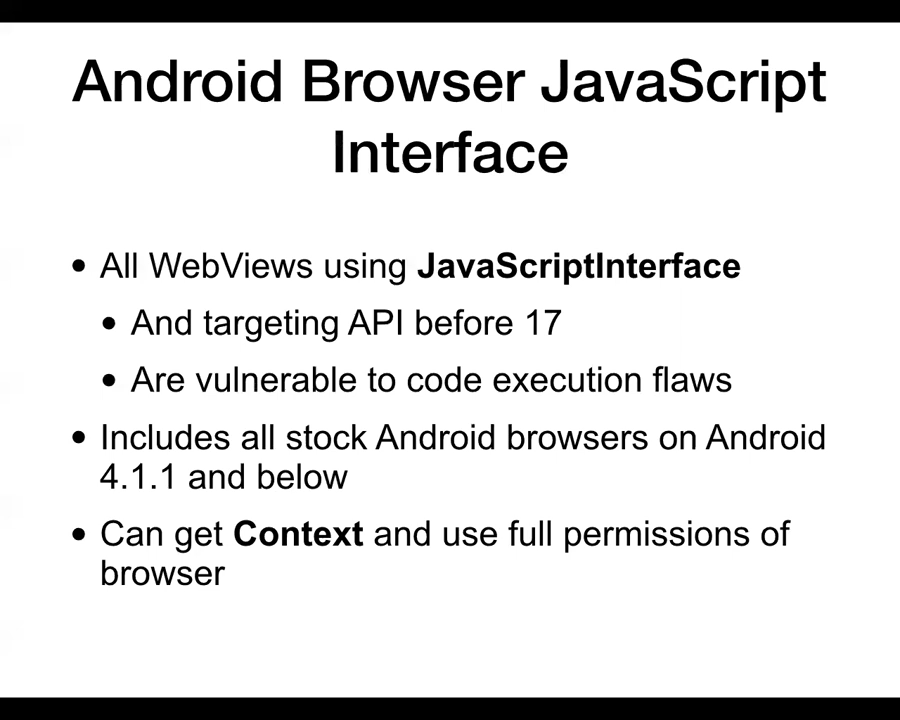 Android Browser JavaScript
Interface
• All WebViews using JavaScriptInterface
• And targeting API before 17
• Are vulnerable to code execution flaws
• Includes all stock Android browsers on Android
4.1.1 and below
• Can get Context and use full permissions of
browser